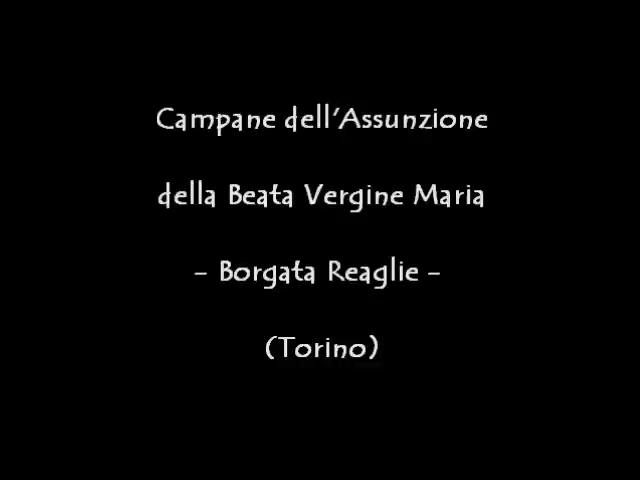 Campane dell'Assunzione
della Beata Vergine Maria
- Borgata Reaglie -
(Torino)